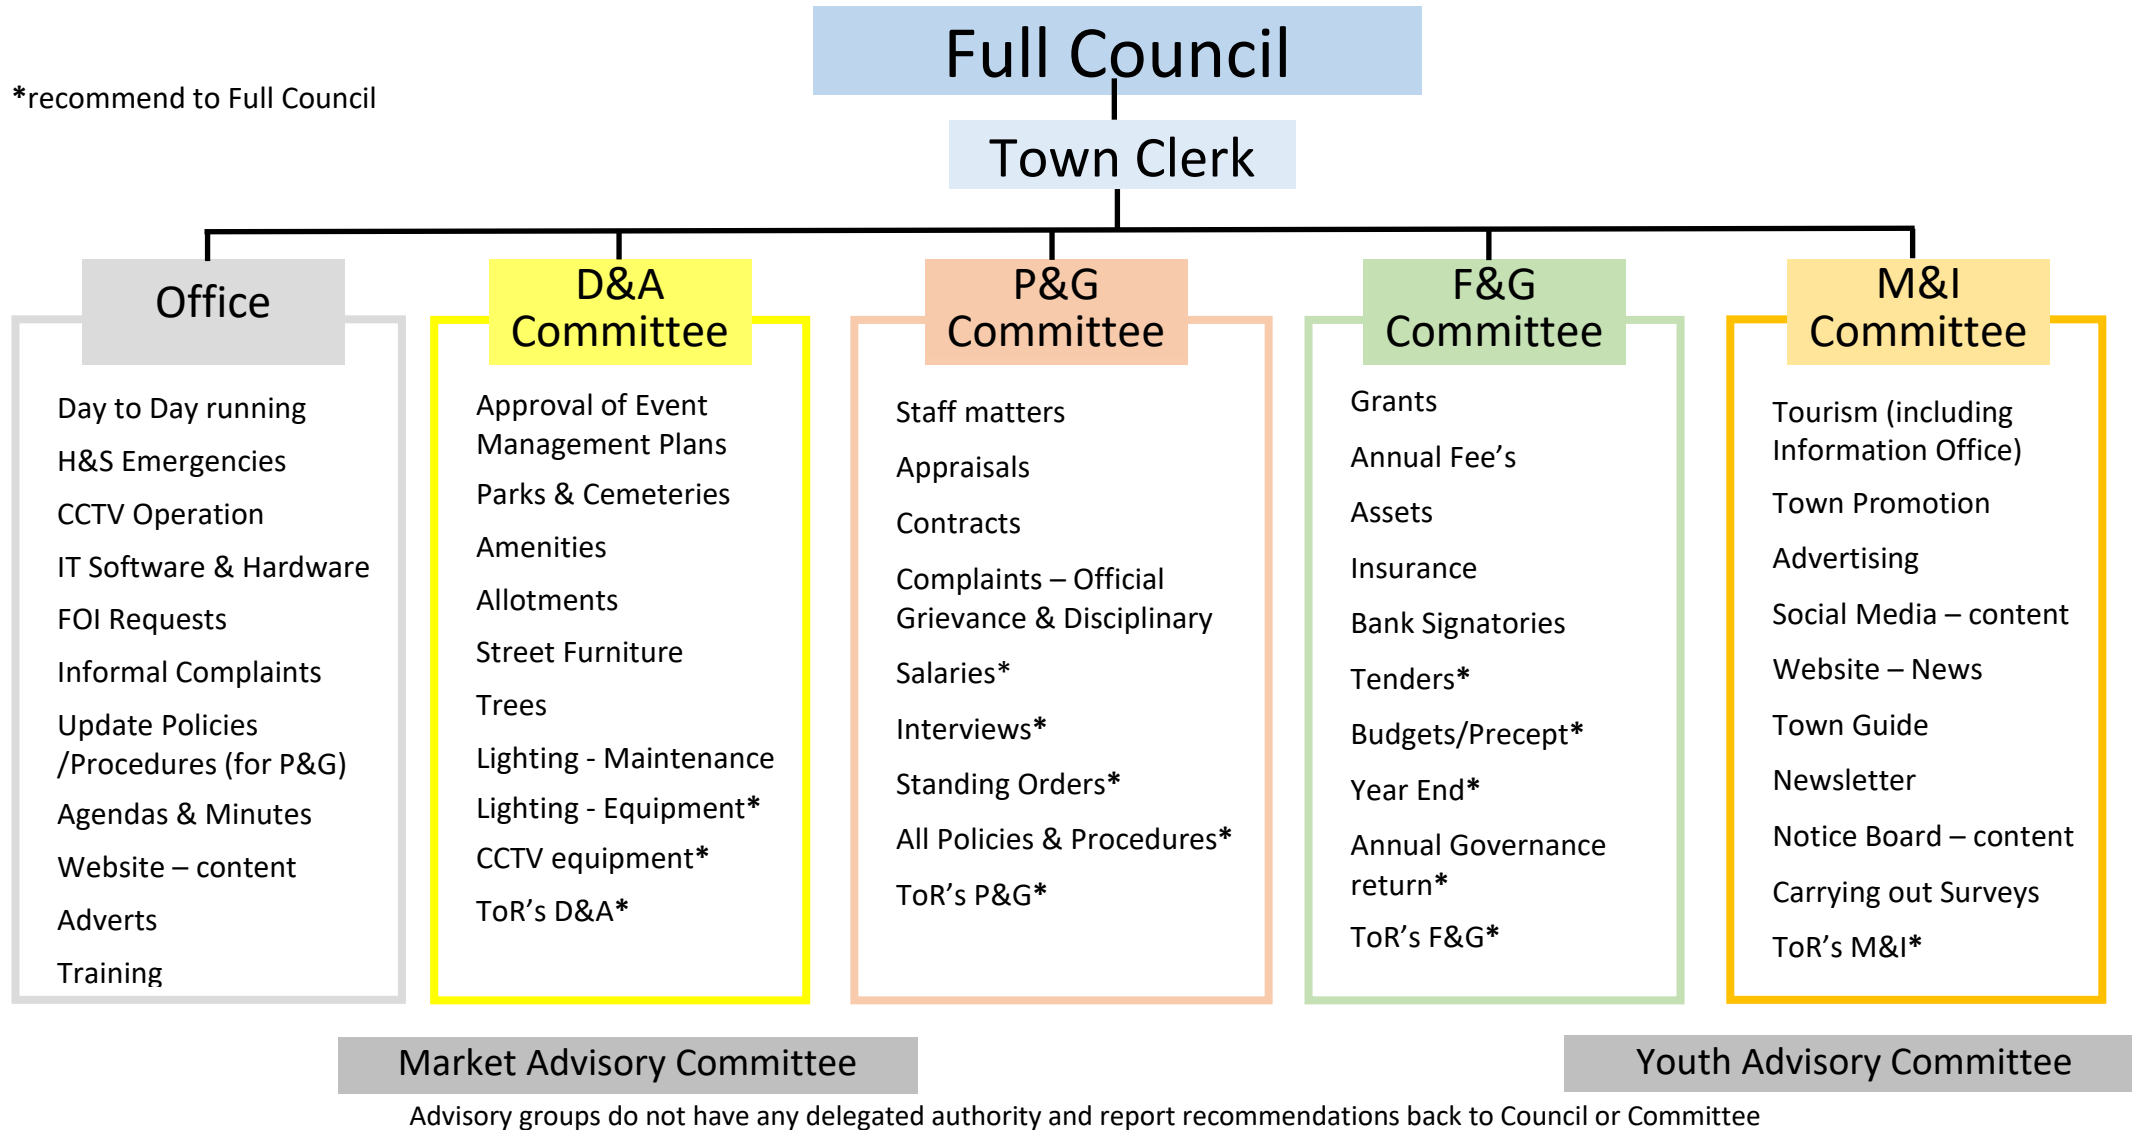 Full Council
*recommend to Full Council
Town Clerk
Office
Day to Day running
H&S Emergencies
CCTV Operation
IT Software & Hardware
FOI Requests
Informal Complaints
Update Policies
/Procedures (for P&G)
Agendas & Minutes
Website – content
Adverts
Training
D&A
Committee
Approval of Event
Management Plans
Parks & Cemeteries
Amenities
Allotments
Street Furniture
Trees
Lighting - Maintenance
Lighting - Equipment*
CCTV equipment*
ToR’s D&A*
P&G
Committee
Staff matters
Appraisals
Contracts
Complaints – Official
Grievance & Disciplinary
Salaries*
Interviews*
Standing Orders*
All Policies & Procedures*
ToR’s P&G*
F&G
Committee
Grants
Annual Fee’s
Assets
Insurance
Bank Signatories
Tenders*
Budgets/Precept*
Year End*
Annual Governance
return*
ToR’s F&G*
M&I
Committee
Tourism (including
Information Office)
Town Promotion
Advertising
Social Media – content
Website – News
Town Guide
Newsletter
Notice Board – content
Carrying out Surveys
ToR’s M&I*
Market Advisory Committee
Youth Advisory Committee
Advisory groups do not have any delegated authority and report recommendations back to Council or Committee